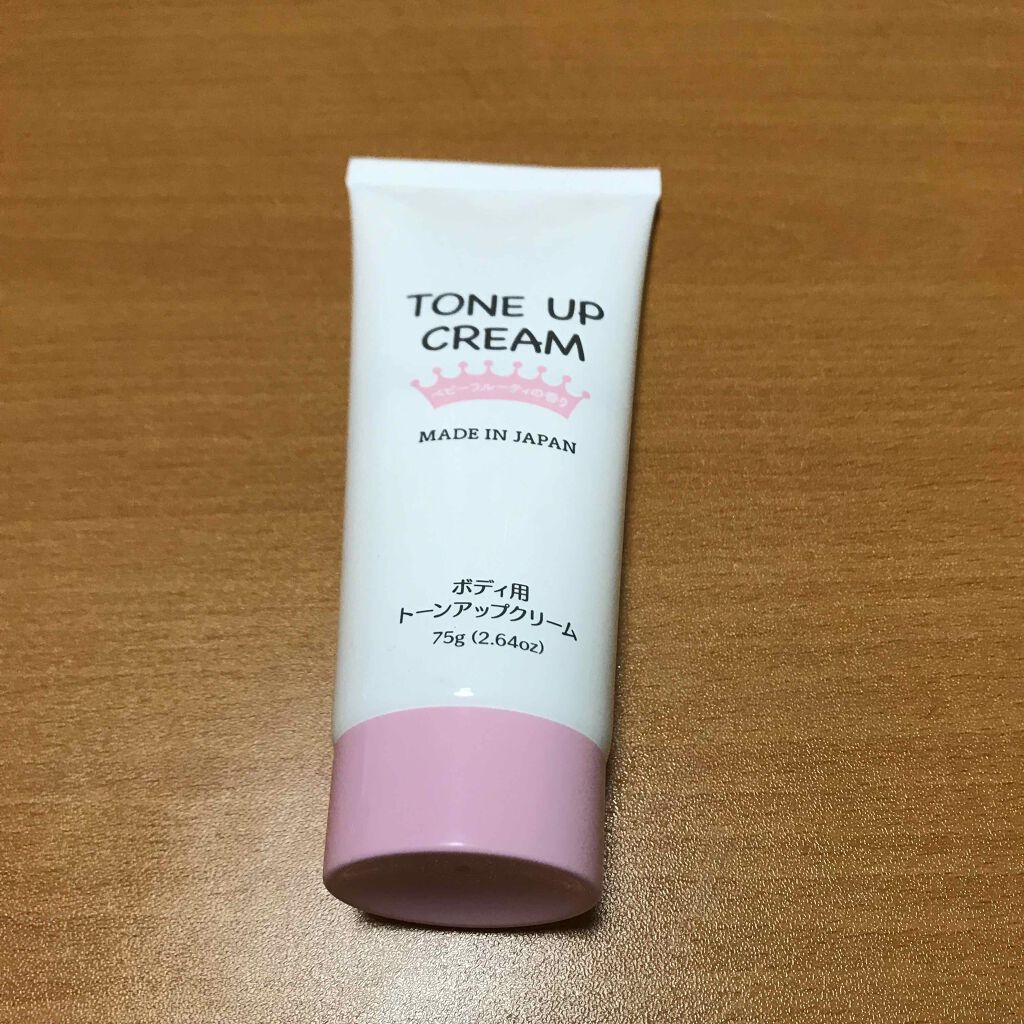 TONE UP
CREAM
ベビーフルーティの香り
MADE IN JAPAN
ボディ用
トーンアップクリーム
75g (2.64oz)